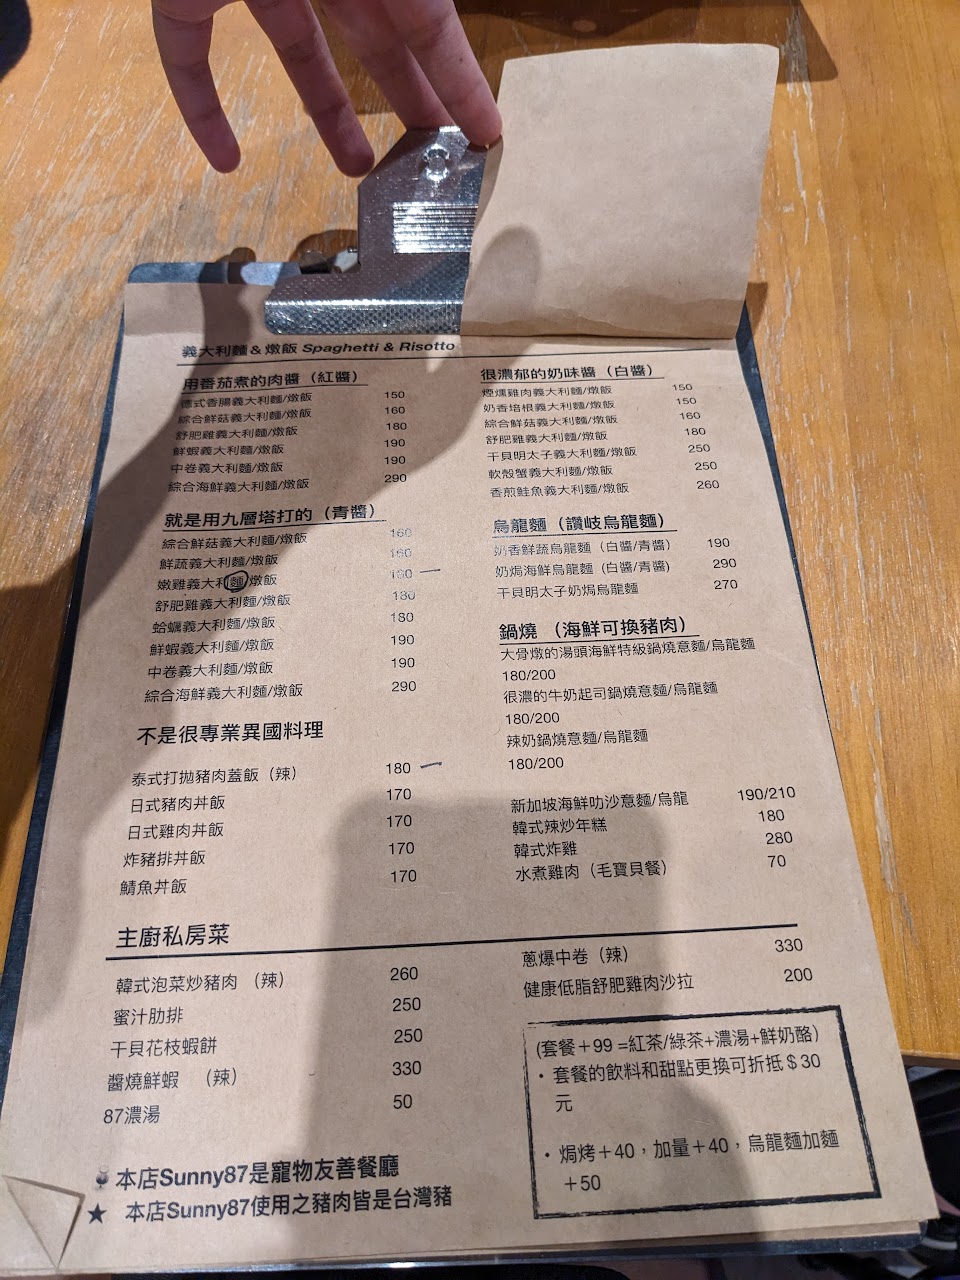 義大利麵＆燉飯 Spaghetti & Risotto
用番茄煮的肉醬（紅醬）
德式香腸義大利麵/燉飯 150
綜合鮮菇義大利麵/燉飯 160
舒肥雞義大利麵/燉飯 180
鮮蝦義大利麵/燉飯 190
中卷義大利麵/燉飯 190
綜合海鮮義大利麵/燉飯 290
就是用九層塔打的（青醬）
綜合鮮菇義大利麵/燉飯 160
鮮蔬義大利麵/燉飯 160
嫩雞義大利麵/燉飯
舒肥雞義大利麵/燉飯 180
蛤蠣義大利麵/燉飯 180
鮮蝦義大利麵/燉飯 190
中卷義大利麵/燉飯 190
綜合海鮮義大利麵/燉飯 290
不是很專業異國料理
泰式打拋豬肉蓋飯（辣） 180 一
日式豬肉丼飯 170
日式雞肉丼飯 170
炸豬排丼飯 170
鯖魚丼飯 170
很濃郁的奶味醬（白醬）
煙燻雞肉義大利麵/燉飯 150
奶香培根義大利麵/燉飯 150
綜合鮮菇義大利麵/燉飯 160
舒肥雞義大利麵/燉飯 180
干貝明太子義大利麵/燉飯 250
軟殼蟹義大利麵/燉飯 250
香煎鮭魚義大利麵/燉飯 260
烏龍麵（讚岐烏龍麵）
奶香鮮蔬烏龍麵（白醬/青醬） 190
奶焗海鮮烏龍麵（白醬/青醬） 290
干貝明太子奶焗烏龍麵 270
鍋燒 （海鮮可換豬肉）
大骨燉的湯頭海鮮特級鍋燒意麵/烏龍麵
180/200
很濃的牛奶起司鍋燒意麵/烏龍麵
180/200
辣奶鍋燒意麵/烏龍麵
180/200
新加坡海鮮叻沙意麵/烏龍 190/210
韓式辣炒年糕 180
韓式炸雞 280
水煮雞肉（毛寶貝餐） 70
主廚私房菜
韓式泡菜炒豬肉 （辣） 260
蜜汁肋排 250
干貝花枝蝦餅 250
醬燒鮮蝦 （辣） 330
87濃湯 50
蔥爆中卷（辣） 330
健康低脂舒肥雞肉沙拉 200
(套餐＋99 =紅茶/綠茶+濃湯+鮮奶酪）
・套餐的飲料和甜點更換可折抵＄30
元
・焗烤＋40，加量＋40，烏龍麵加麵
＋50
本店Sunny87是寵物友善餐廳
★ 本店Sunny87使用之豬肉皆是台灣豬